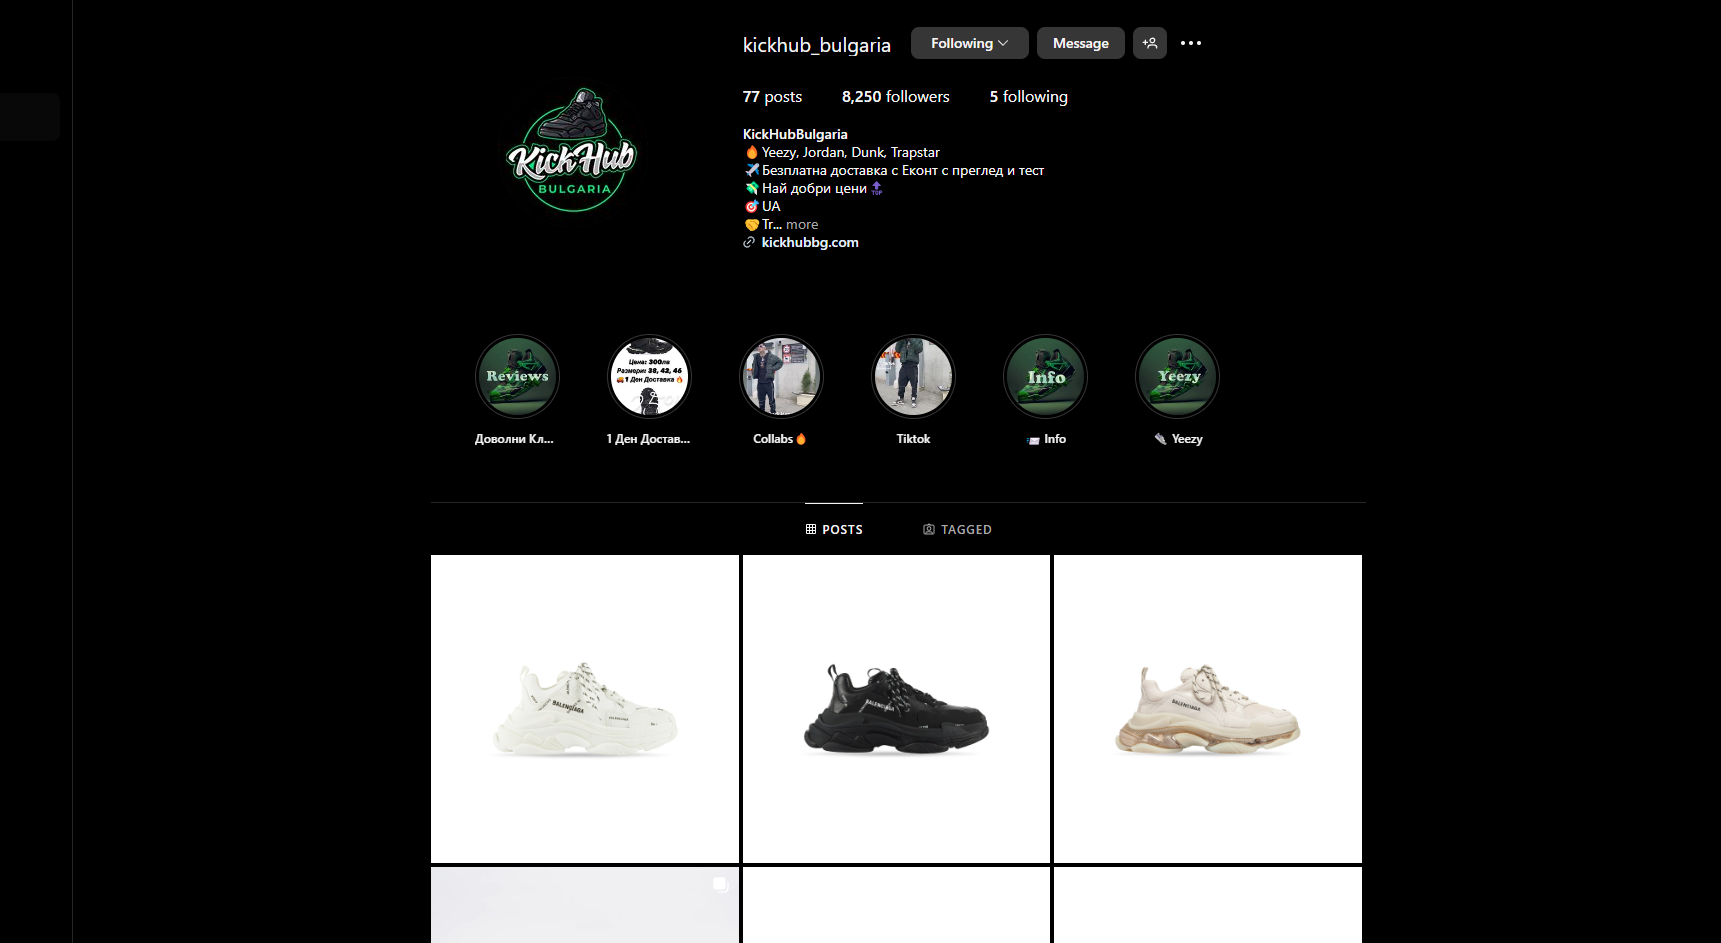 kickhub_bulgaria
Following
Message
77 posts
8,250 followers
5 following
KickHub
BULGARIA
KickHubBulgaria
🔥Yeezy, Jordan, Dunk, Trapstar
✈️Безплатна доставка с Еконт с преглед и тест
💸Най добри цени🔝
🎯UA
🤝Tr... more
kickhubbg.com
Reviews
Цена: 300лв
Размери: 38, 43, 46
🚚1 Ден Доставка 🔥
Info
Yeezy
Доволни Кл...
1 Ден Достав...
Collabs🔥
Tiktok
📨 Info
Yeezy
POSTS
TAGGED
BALENCIAGA
BALENCIAGA
BALENCIAGA